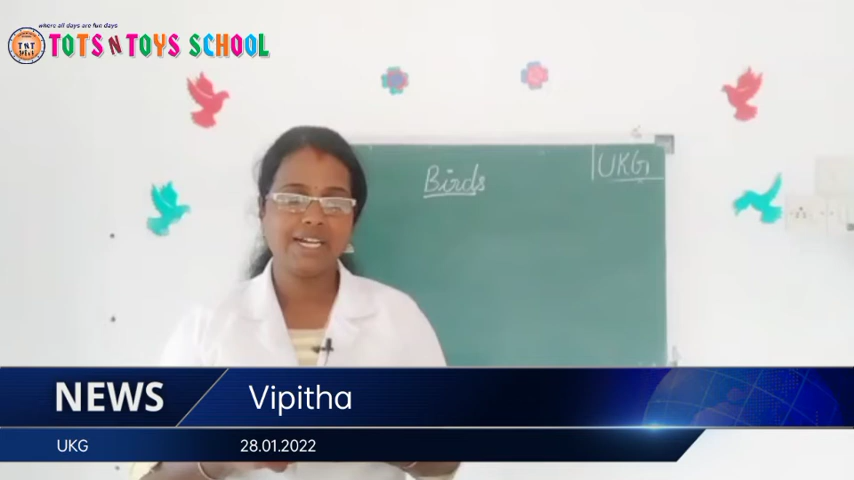 where all days are fun days
TNT
TOTS N TOYS SCHOOL
Birds
UKG
NEWS
Vipitha
UKG
28.01.2022